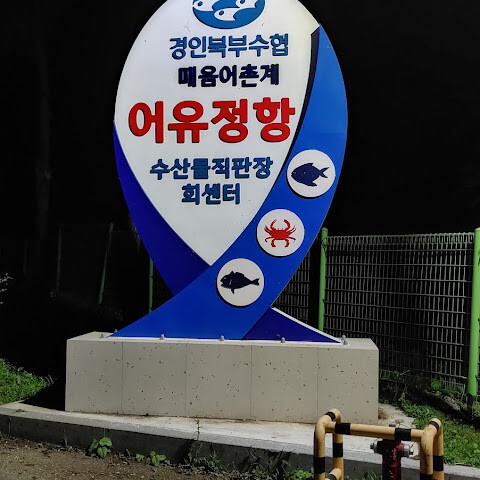 경인북부수협
매음어촌계
어유정항
수산물직판장
회센터